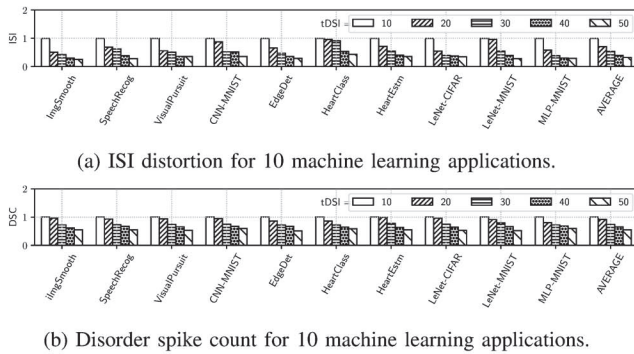 2
tDSI = 10 20 30 40 50
ISI
1
0
ImgSmooth
SpeechRecog
VisualPursuit
CNN-MNIST
EdgeDet
HeartClass
HeartEstm
LeNet-CIFAR
LeNet-MNIST
MLP-MNIST
AVERAGE
(a) ISI distortion for 10 machine learning applications.
2
tDSI = 10 20 30 40 50
DSC
1
0
iImgSmooth
SpeechRecog
VisualPursuit
CNN-MNIST
EdgeDet
HeartClass
HeartEstm
LeNet-CIFAR
LeNet-MNIST
MLP-MNIST
AVERAGE
(b) Disorder spike count for 10 machine learning applications.